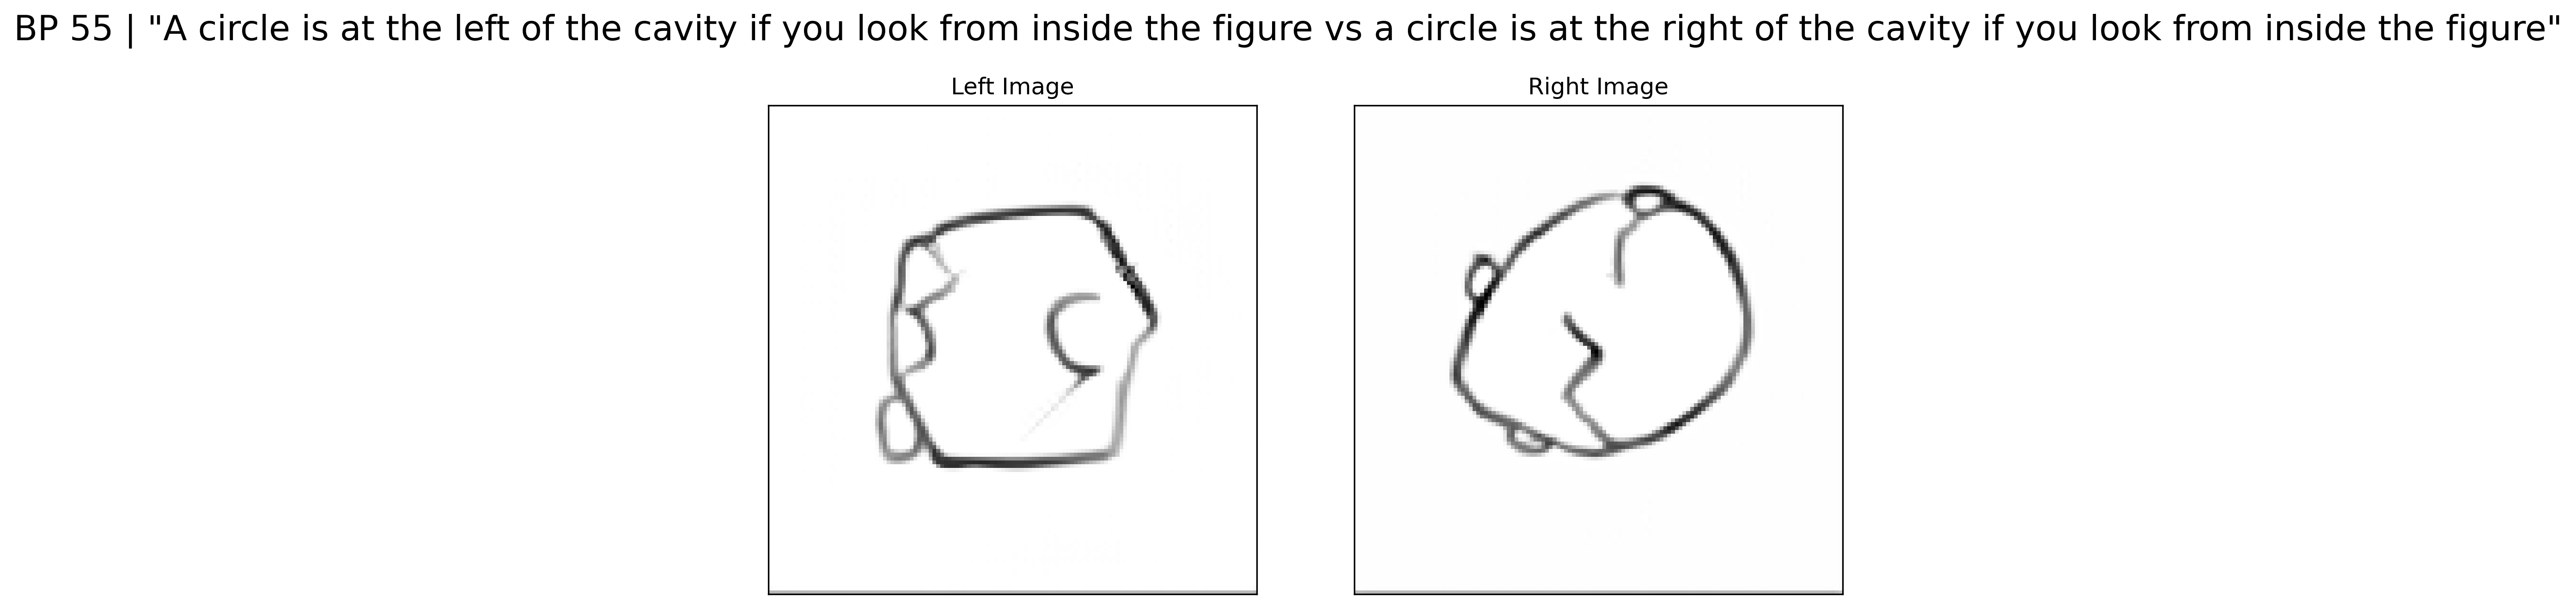 BP 55 | "A circle is at the left of the cavity if you look from inside the figure vs a circle is at the right of the cavity if you look from inside the figure"
Left Image
Right Image